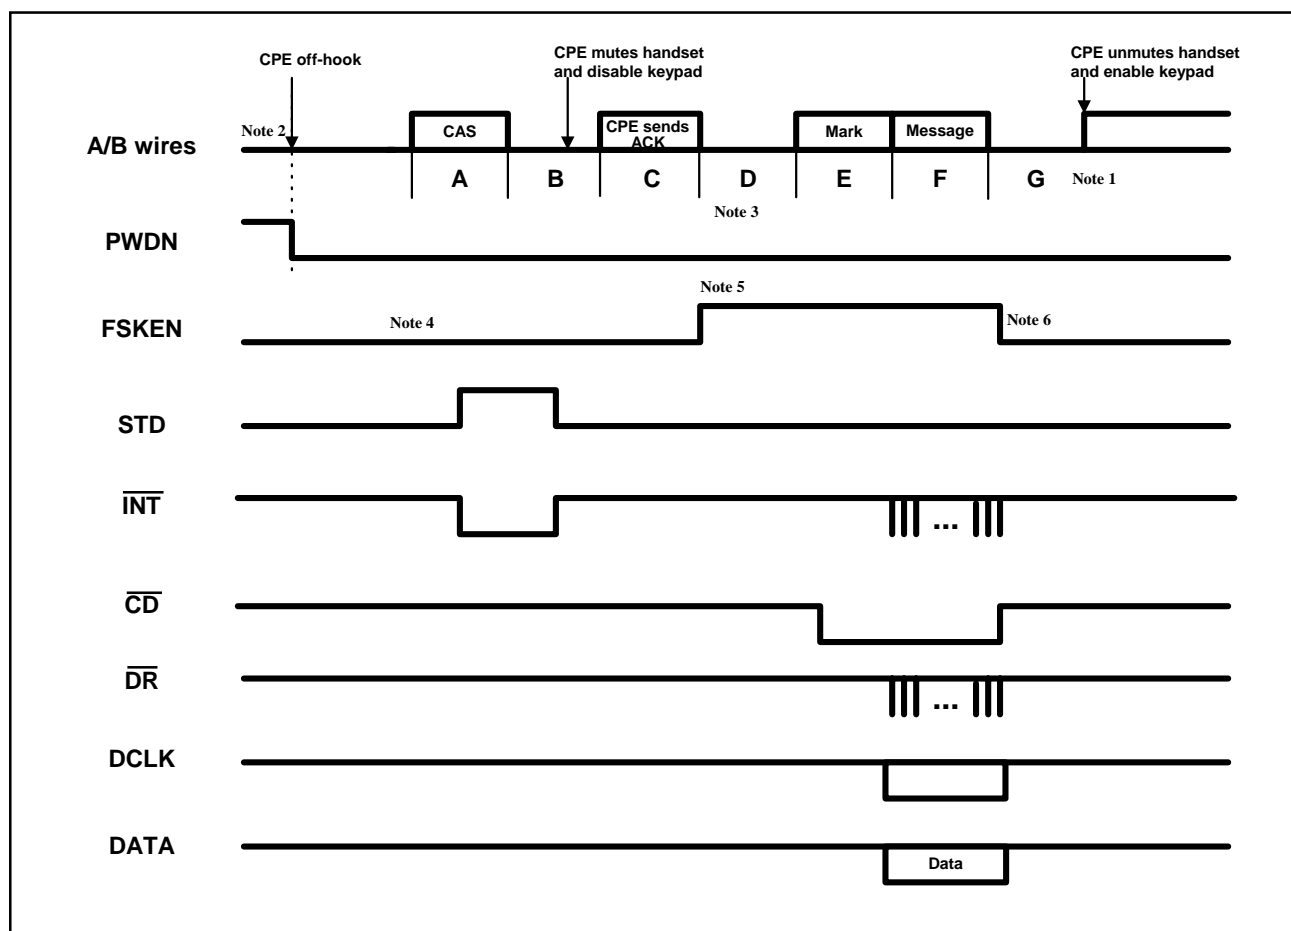 CPE off-hook
CPE mutes handset
and disable keypad
CPE unmutes handset
and enable keypad
Note 2
A/B wires
CAS
CPE sends
ACK
Mark
Message
A
B
C
D
E
F
G
Note 1
Note 3
PWDN
Note 5
FSKEN
Note 4
Note 6
STD
INT
...
CD
DR
...
DCLK
DATA
Data